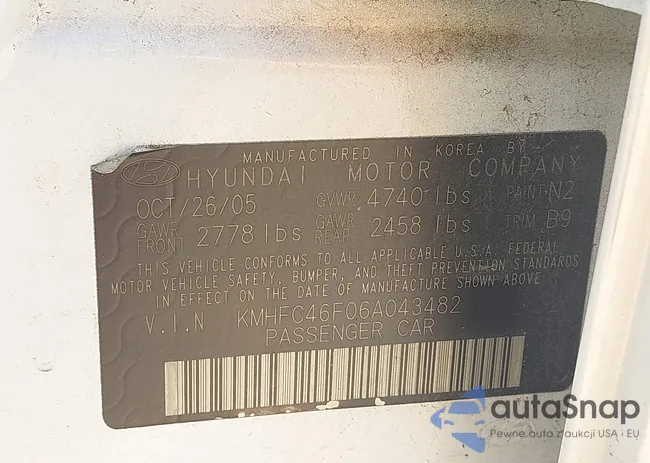 MANUFACTURED IN KOREA BY
HYUNDAI MOTOR COMPANY
OCT/26/05 GVWR 4740 lbs PAINT N2
GAWR FRONT 2778 lbs GAWR REAR 2458 lbs TRIM B9
THIS VEHICLE CONFORMS TO ALL APPLICABLE U.S.A. FEDERAL
MOTOR VEHICLE SAFETY, BUMPER, AND THEFT PREVENTION STANDARDS
IN EFFECT ON THE DATE OF MANUFACTURE SHOWN ABOVE
V.I.N KMHFC46F06A043482
PASSENGER CAR
autaSnap
Pewne auta z aukcji USA i EU